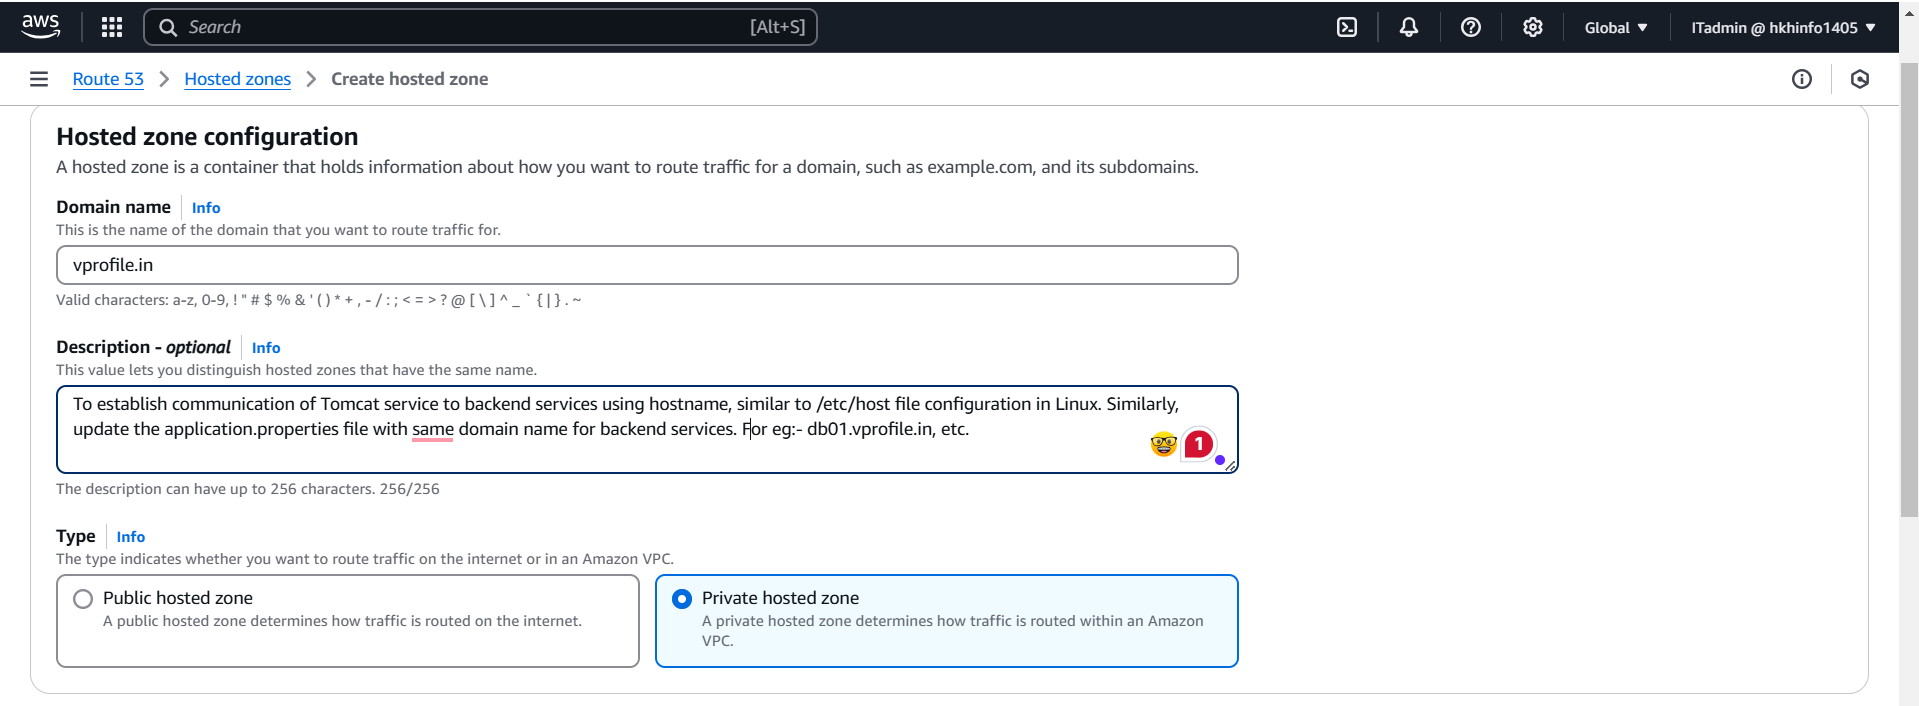 aws
Search [Alt+S] Global ITadmin @ hkhinfo1405
Route 53 > Hosted zones > Create hosted zone
Hosted zone configuration
A hosted zone is a container that holds information about how you want to route traffic for a domain, such as example.com, and its subdomains.
Domain name Info
This is the name of the domain that you want to route traffic for.
vprofile.in
Valid characters: a-z, 0-9, ! " # $ % & ' ( ) * + , - / : ; < = > ? @ [ \ ] ^ _ ` { | } . ~
Description - optional Info
This value lets you distinguish hosted zones that have the same name.
To establish communication of Tomcat service to backend services using hostname, similar to /etc/host file configuration in Linux. Similarly,
update the application.properties file with same domain name for backend services. For eg:- db01.vprofile.in, etc.
1
The description can have up to 256 characters. 256/256
Type Info
The type indicates whether you want to route traffic on the internet or in an Amazon VPC.
Public hosted zone
A public hosted zone determines how traffic is routed on the internet.
Private hosted zone
A private hosted zone determines how traffic is routed within an Amazon
VPC.